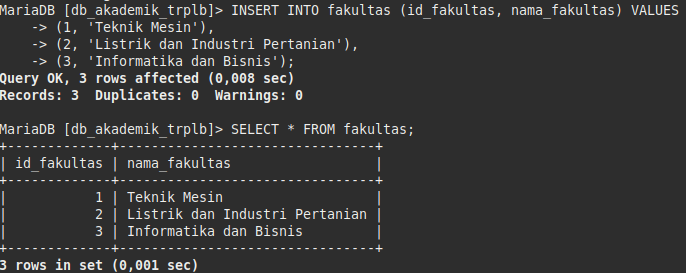 MariaDB [db_akademik_trplb]> INSERT INTO fakultas (id_fakultas, nama_fakultas) VALUES
    -> (1, 'Teknik Mesin'),
    -> (2, 'Listrik dan Industri Pertanian'),
    -> (3, 'Informatika dan Bisnis');
Query OK, 3 rows affected (0,008 sec)
Records: 3  Duplicates: 0  Warnings: 0

MariaDB [db_akademik_trplb]> SELECT * FROM fakultas;
+-------------+--------------------------------+
| id_fakultas | nama_fakultas                  |
+-------------+--------------------------------+
|           1 | Teknik Mesin                   |
|           2 | Listrik dan Industri Pertanian |
|           3 | Informatika dan Bisnis         |
+-------------+--------------------------------+
3 rows in set (0,001 sec)